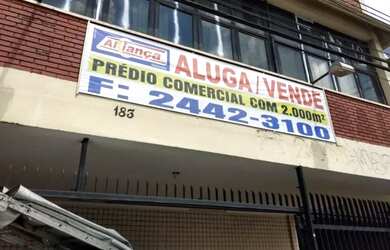 Aliança
ALUGA/VENDE
PRÉDIO COMERCIAL COM 2.000m²
F: 2442-3100
183